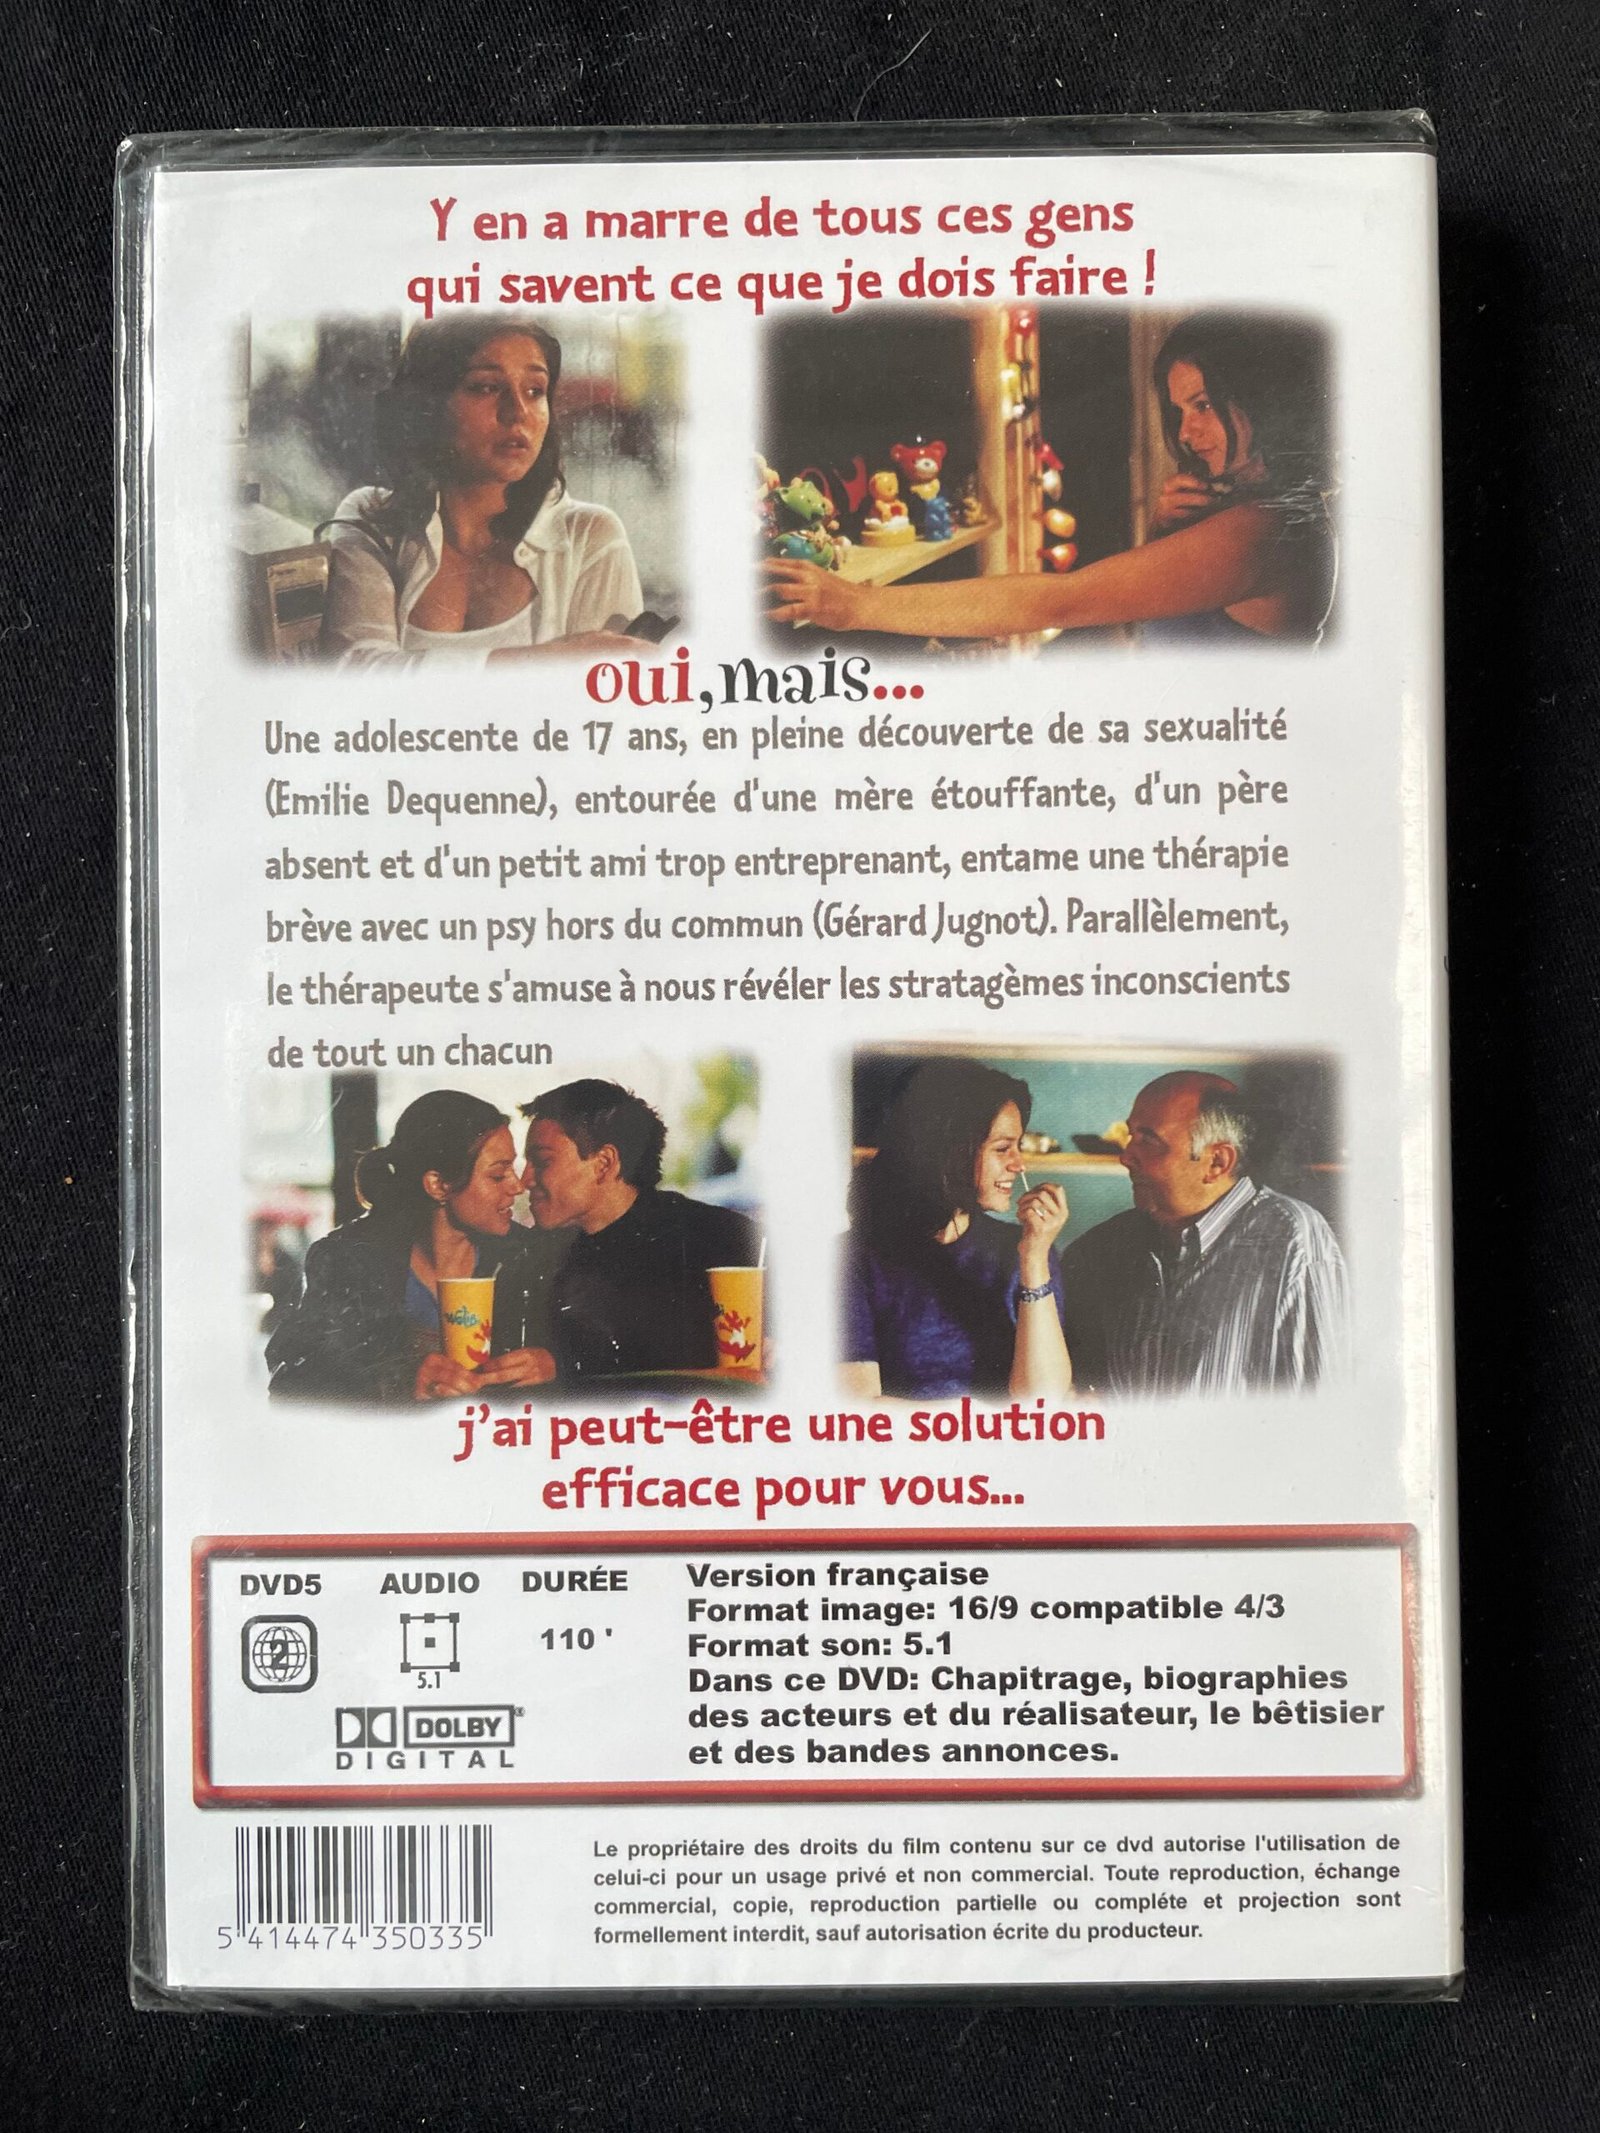 Y en a marre de tous ces gens
qui savent ce que je dois faire !
oui, mais...
Une adolescente de 17 ans, en pleine découverte de sa sexualité
(Emilie Dequenne), entourée d'une mère étouffante, d'un père
absent et d'un petit ami trop entreprenant, entame une thérapie
brève avec un psy hors du commun (Gérard Jugnot). Parallèlement,
le thérapeute s'amuse à nous révéler les stratagèmes inconscients
de tout un chacun
j'ai peut-être une solution
efficace pour vous...
DVD5
AUDIO
DURÉE
2
5.1
110 '
DOLBY®
DIGITAL
Version française
Format image: 16/9 compatible 4/3
Format son: 5.1
Dans ce DVD: Chapitrage, biographies
des acteurs et du réalisateur, le bêtisier
et des bandes annonces.
5 414474 350335
Le propriétaire des droits du film contenu sur ce dvd autorise l'utilisation de
celui-ci pour un usage privé et non commercial. Toute reproduction, échange
commercial, copie, reproduction partielle ou compléte et projection sont
formellement interdit, sauf autorisation écrite du producteur.